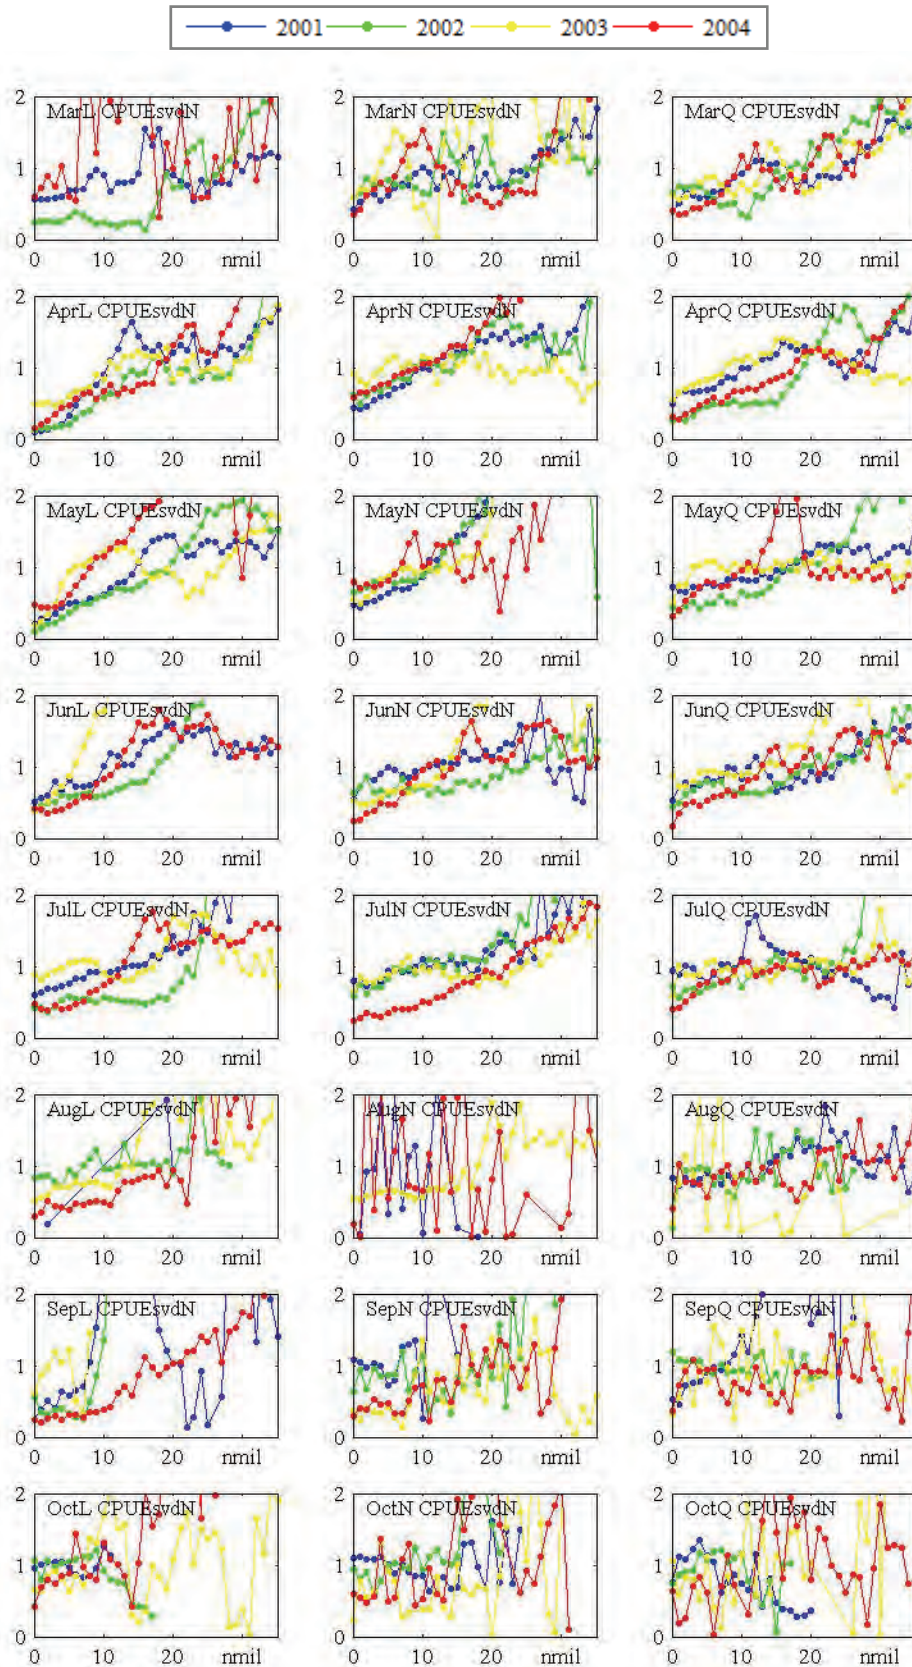 2001 2002 2003 2004
MarL CPUEsvdN MarN CPUEsvdN MarQ CPUEsvdN
2 2 2
1 1 1
0 0 0
0 20 nmil 0 10 20 nmil 0 10 20 nmil
AprL CPUEsvdN AprN CPUEsvdN AprQ CPUEsvdN
2 2 2
1 1 1
0 0 0
0 10 20 nmil 0 10 20 nmil 0 10 20 nmil
MayL CPUEsvdN MayN CPUEsvdN MayQ CPUEsvdN
2 2 2
1 1 1
0 0 0
0 10 20 nmil 0 10 20 nmil 0 10 20 nmil
JunL CPUEsvdN JunN CPUEsvdN JunQ CPUEsvdN
2 2 2
1 1 1
0 0 0
0 10 20 nmil 0 10 20 nmil 0 10 20 nmil
JulL CPUEsvdN JulN CPUEsvdN JulQ CPUEsvdN
2 2 2
1 1 1
0 0 0
0 10 20 nmil 0 10 20 nmil 0 10 20 nmil
AugL CPUEsvdN AugN CPUEsvdN AugQ CPUEsvdN
2 2 2
1 1 1
0 0 0
0 10 20 nmil 0 10 20 nmil 0 10 20 nmil
SepL CPUEsvdN SepN CPUEsvdN SepQ CPUEsvdN
2 2 2
1 1 1
0 0 0
0 10 20 nmil 0 10 20 nmil 0 10 20 nmil
OctL CPUEsvdN OctN CPUEsvdN OctQ CPUEsvdN
2 2 2
1 1 1
0 0 0
0 10 20 nmil 0 10 20 nmil 0 10 20 nmil